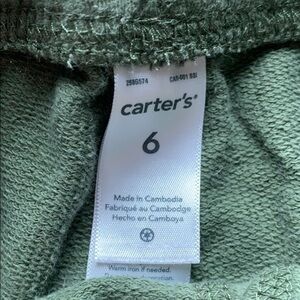 carter's
6
Made in Cambodia
Fabriqué au Cambodge
Hecho en Camboya
Warm iron if needed.